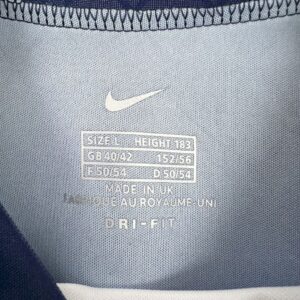 SIZE L HEIGHT 183
GB 40/42 152/56
F 50/54 D 50/54
MADE IN UK
FABRIQUÉ AU ROYAUME-UNI
DRI-FIT